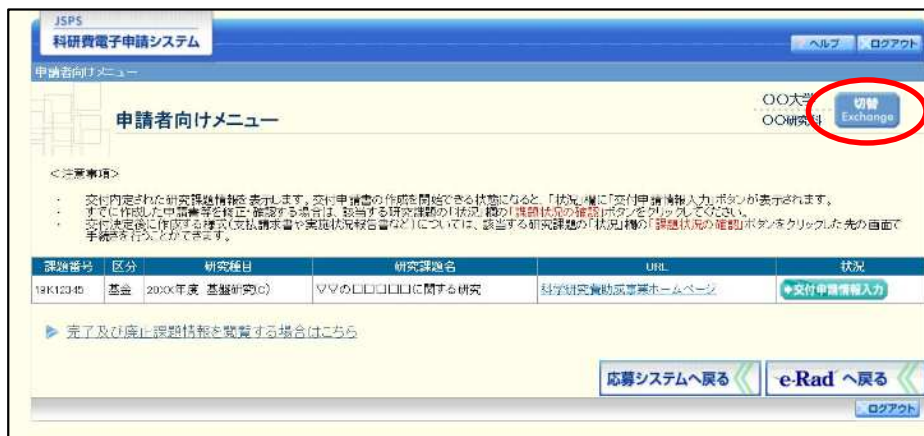 JSPS
科研費電子申請システム
ヘルプ ログアウト
申請者向けメニュー
申請者向けメニュー
〇〇大学
〇〇研究科
切替
Exchange
<注意事項>
・ 交付内定された研究課題情報を表示します。交付申請書の作成を開始できる状態になると、「状況」欄に「交付申請情報入力」ボタンが表示されます。
・ すでに作成した申請書等を修正・確認する場合は、該当する研究課題の「状況」欄の「課題状況の確認」ボタンをクリックしてください。
・ 交付決定後に作成する様式(支払請求書や実施状況報告書など)については、該当する研究課題の「状況」欄の「課題状況の確認」ボタンをクリックした先の画面で
手続きを行うことができます。
課題番号 区分 研究種目 研究課題名 URL 状況
19K12345 基金 20XX年度 基盤研究(C) ▽▽の□□□□□に関する研究 科学研究費助成事業ホームページ 交付申請情報入力
完了及び廃止課題情報を閲覧する場合はこちら
応募システムへ戻る e-Rad へ戻る
ログアウト